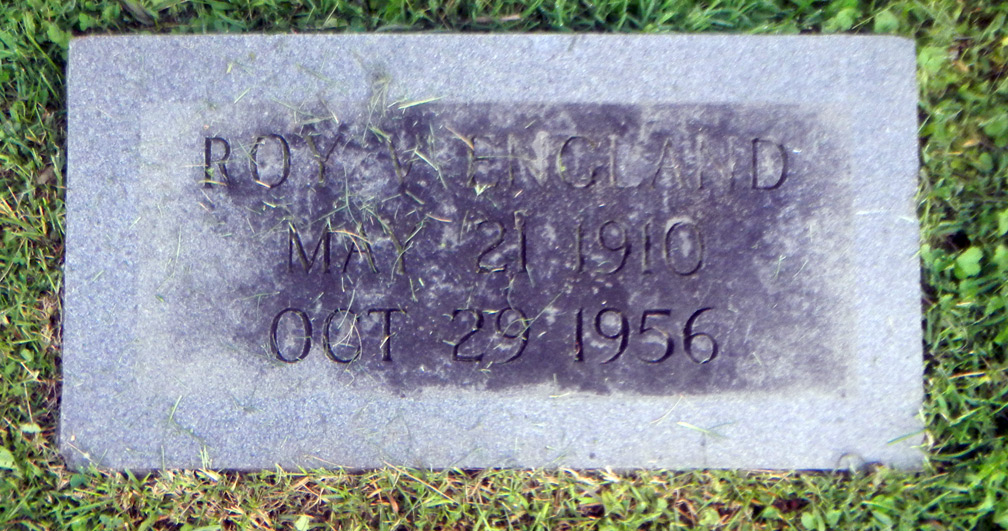 ROY V ENGLAND
MAY 21 1910
OCT 29 1956